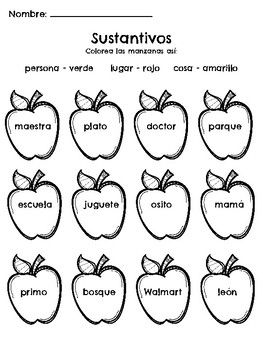 Nombre:
Sustantivos
Colorea las manzanas así:
persona - verde lugar - rojo cosa - amarillo
maestra plato doctor parque
escuela juguete osito mamá
primo bosque Walmart león